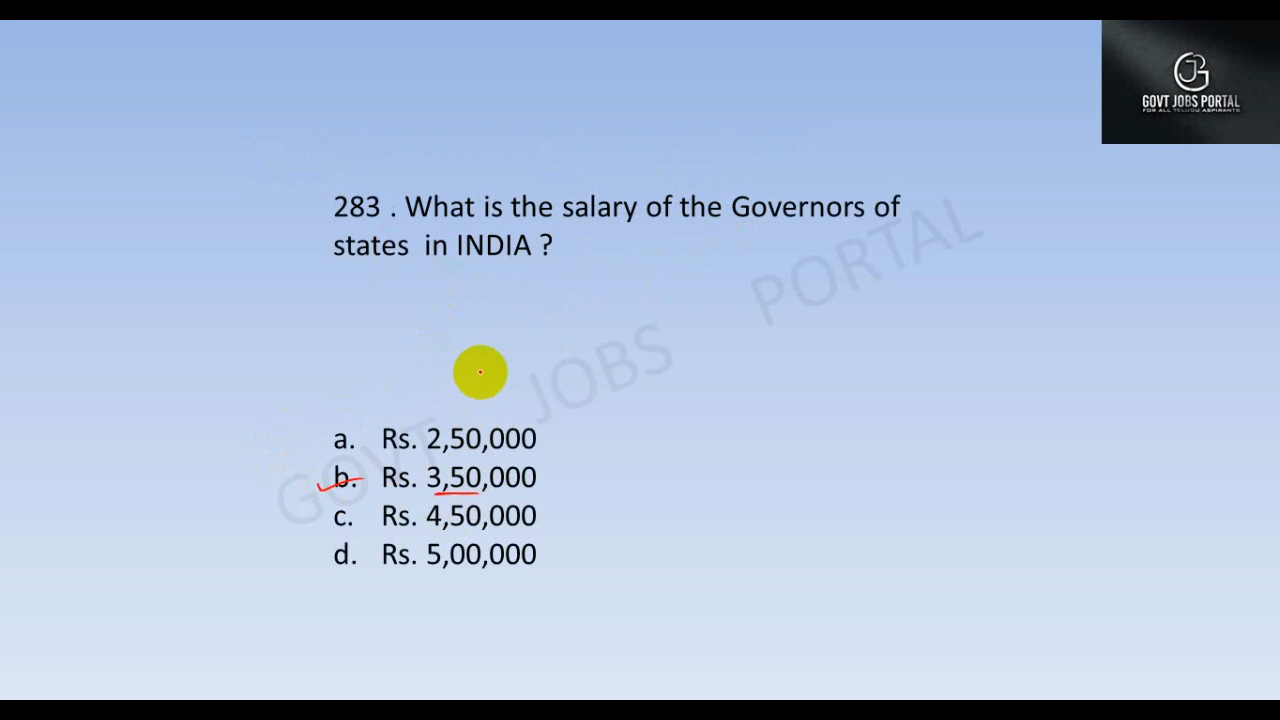 GOVT JOBS PORTAL
FOR ALL TELUGU ASPIRANTS
283 . What is the salary of the Governors of
states in INDIA ?
GOVT JOBS PORTAL
a. Rs. 2,50,000
b. Rs. 3,50,000
c. Rs. 4,50,000
d. Rs. 5,00,000